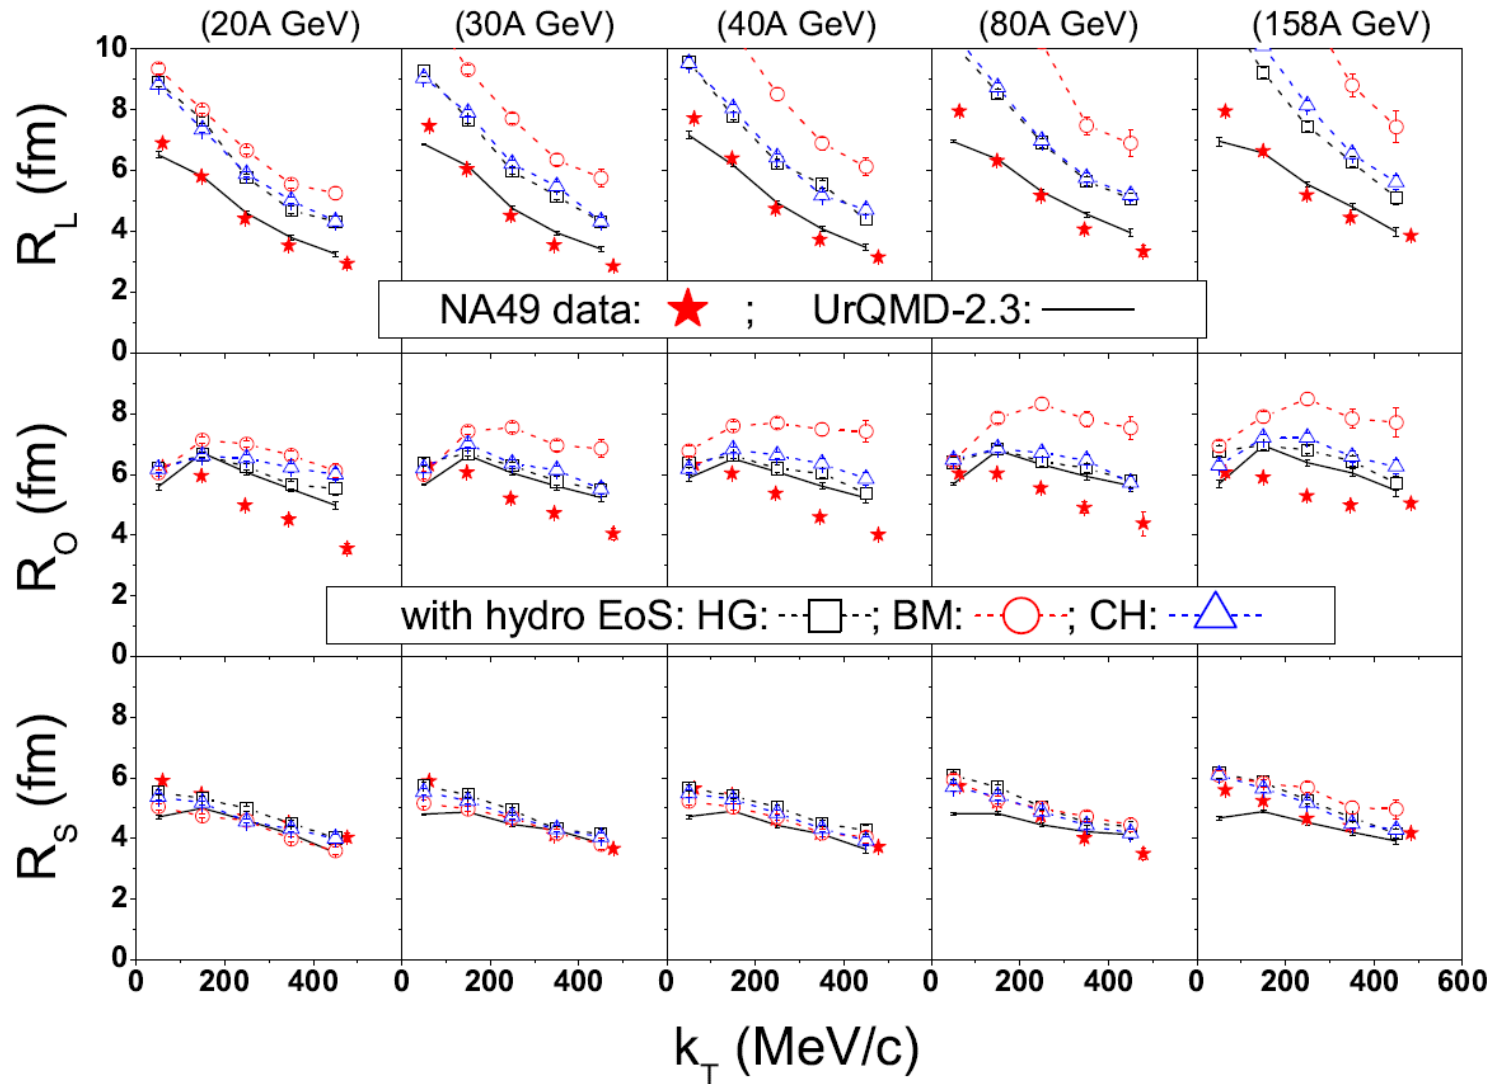 (20A GeV) (30A GeV) (40A GeV) (80A GeV) (158A GeV)
R_L (fm)
10
8
6
4
2
0
NA49 data: ★ ; UrQMD-2.3: —
R_O (fm)
8
6
4
2
0
with hydro EoS: HG: --□--; BM: --○--; CH: --△--
R_S (fm)
8
6
4
2
0
0 200 400 0 200 400 0 200 400 0 200 400 0 200 400 600
k_T (MeV/c)